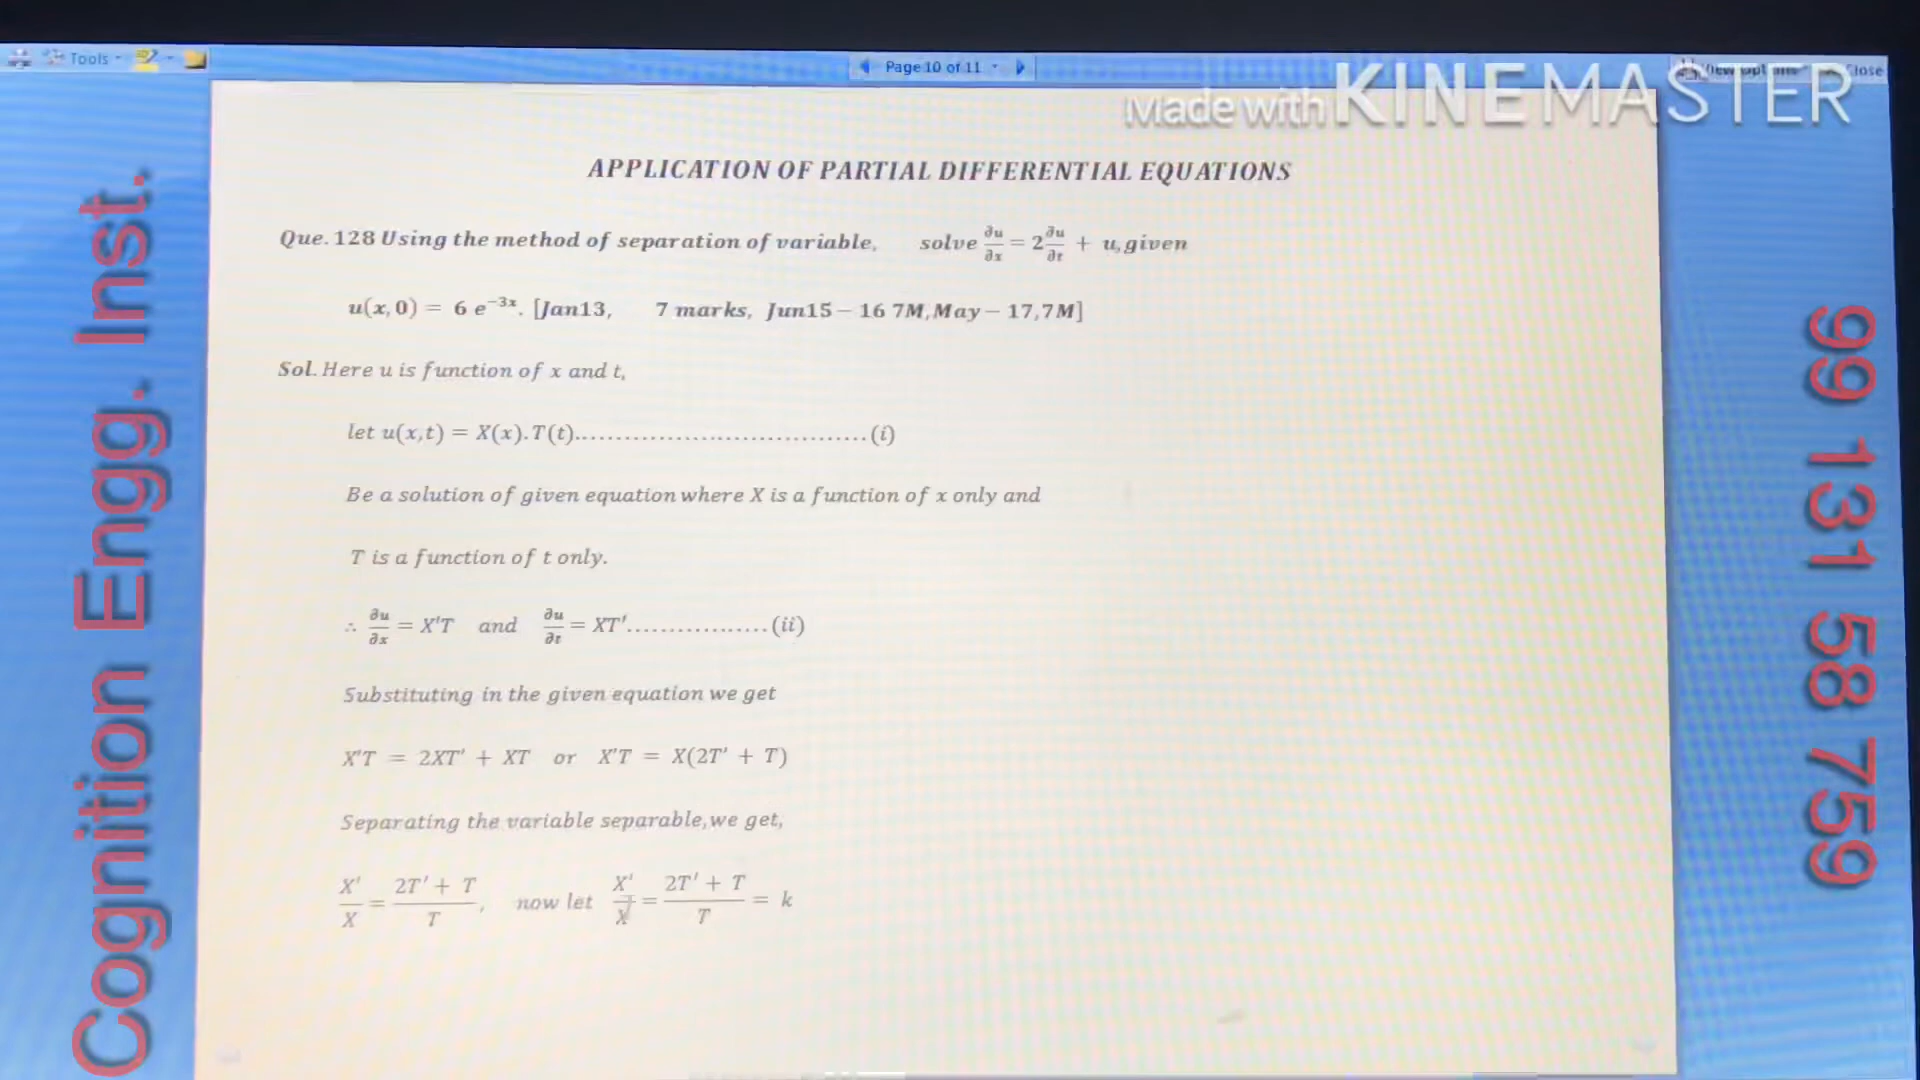 Tools
Page 10 of 11
View Options
Close
Made with KINEMASTER
APPLICATION OF PARTIAL DIFFERENTIAL EQUATIONS
Que. 128 Using the method of separation of variable, solve ∂u/∂x = 2 ∂u/∂t + u, given
u(x, 0) = 6 e^−3x. [Jan13, 7 marks, Jun15 − 16 7M, May − 17,7M]
Sol. Here u is function of x and t,
let u(x,t) = X(x).T(t)..................................(i)
Be a solution of given equation where X is a function of x only and
T is a function of t only.
∴ ∂u/∂x = X'T and ∂u/∂t = XT'.................(ii)
Substituting in the given equation we get
X'T = 2XT' + XT or X'T = X(2T' + T)
Separating the variable separable, we get,
X'/X = 2T' + T/T, now let X'/X = 2T' + T/T = k
Cognition Engg. Inst.
99 131 58 759